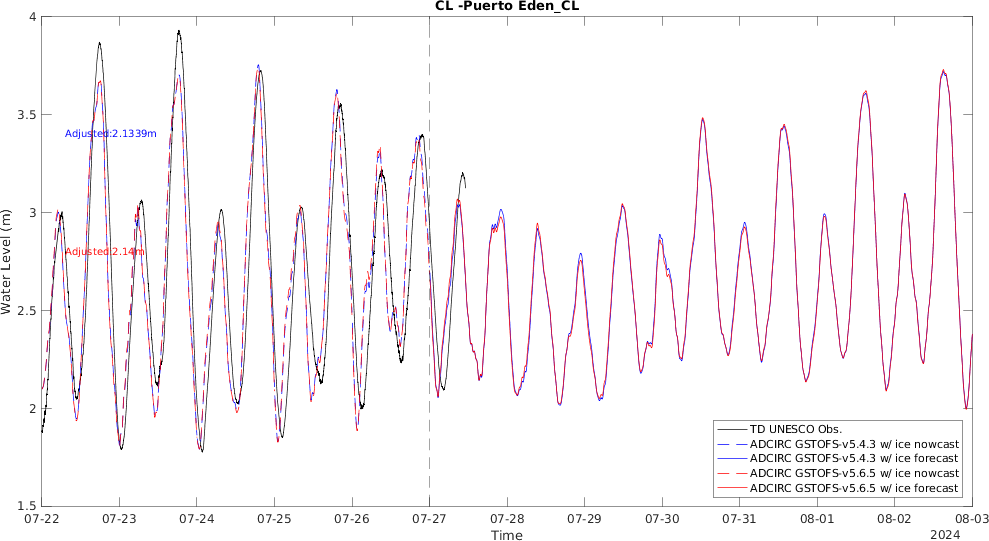 CL -Puerto Eden_CL
Water Level (m)
4
3.5
3
2.5
2
1.5
Adjusted:2.1339m
Adjusted:2.14m
TD UNESCO Obs.
ADCIRC GSTOFS-v5.4.3 w/ ice nowcast
ADCIRC GSTOFS-v5.4.3 w/ ice forecast
ADCIRC GSTOFS-v5.6.5 w/ ice nowcast
ADCIRC GSTOFS-v5.6.5 w/ ice forecast
07-22 07-23 07-24 07-25 07-26 07-27 07-28 07-29 07-30 07-31 08-01 08-02 08-03
Time
2024